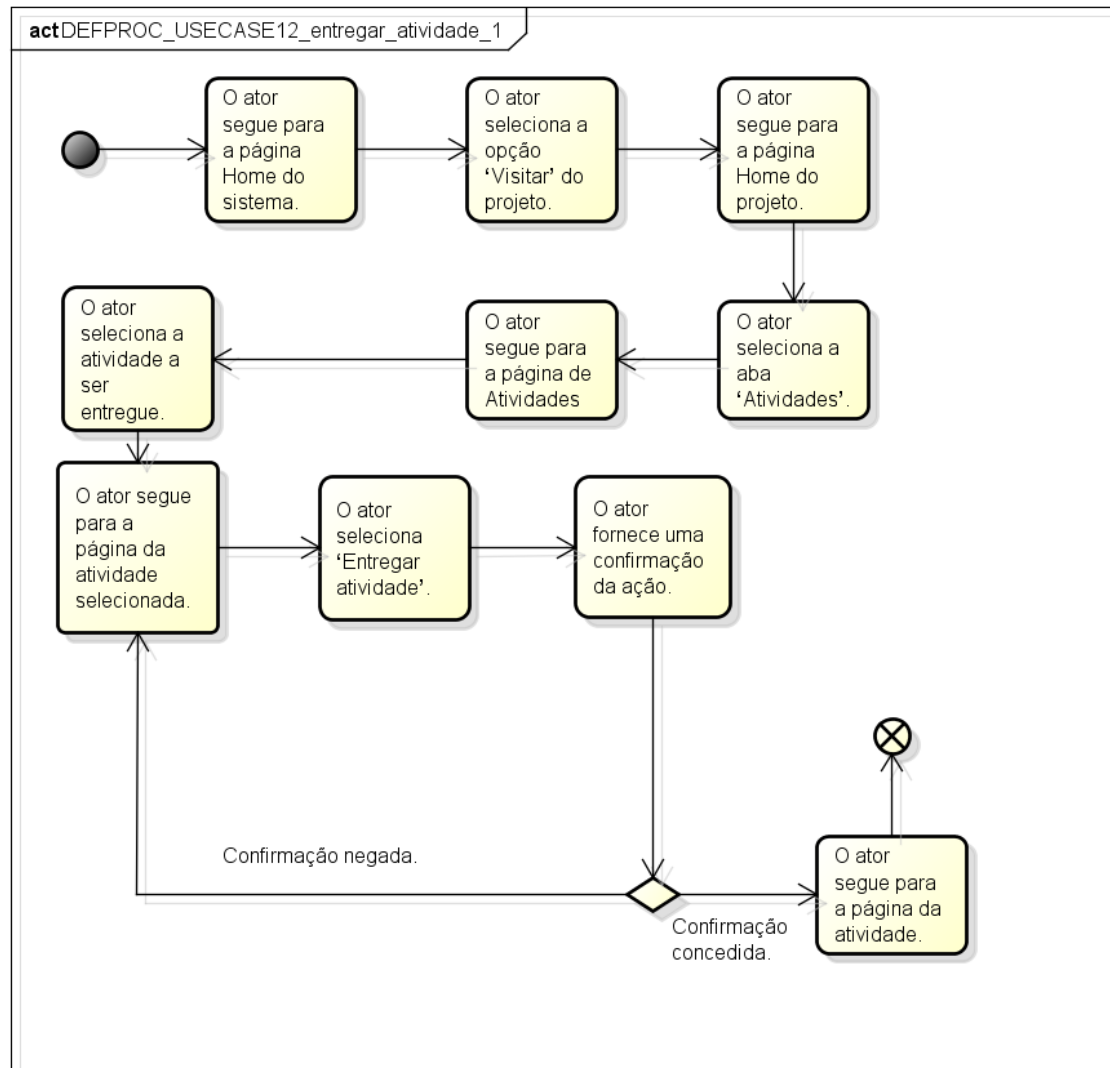 act DEFPROC_USECASE12_entregar_atividade_1
O ator
segue para
a página
Home do
sistema.
O ator
seleciona a
opção
‘Visitar’ do
projeto.
O ator
segue para
a página
Home do
projeto.
O ator
seleciona a
aba
‘Atividades’.
O ator
segue para
a página de
Atividades
O ator
seleciona a
atividade a
ser
entregue.
O ator segue
para a
página da
atividade
selecionada.
O ator
seleciona
‘Entregar
atividade’.
O ator
fornece uma
confirmação
da ação.
Confirmação negada.
Confirmação
concedida.
O ator
segue para
a página da
atividade.